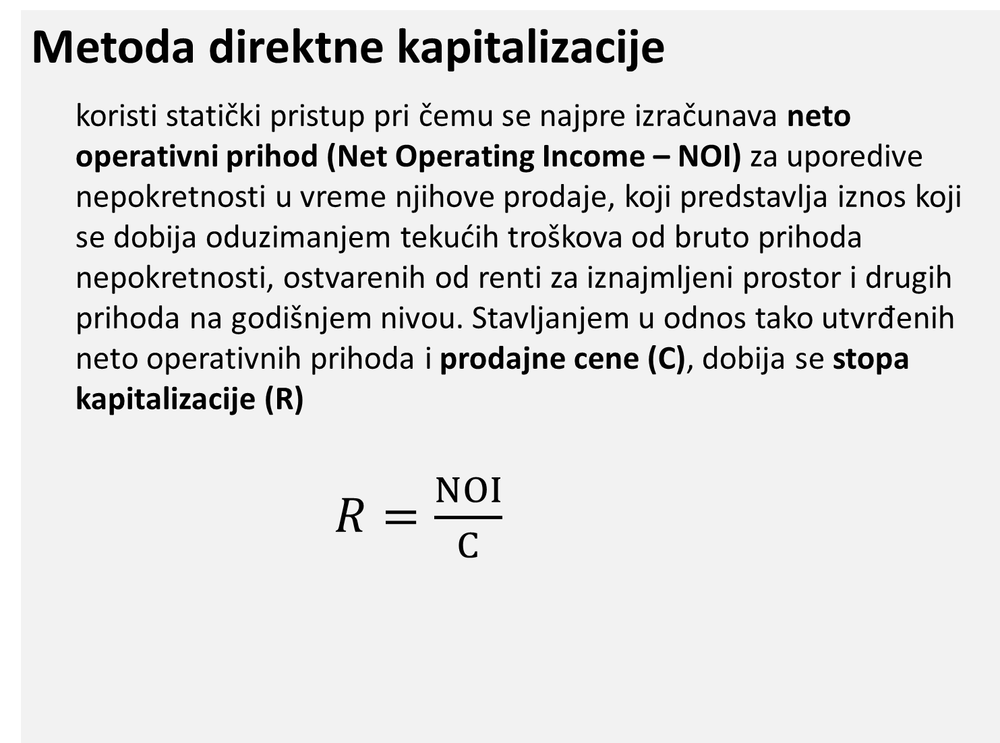 Metoda direktne kapitalizacije
koristi statički pristup pri čemu se najpre izračunava neto
operativni prihod (Net Operating Income – NOI) za uporedive
nepokretnosti u vreme njihove prodaje, koji predstavlja iznos koji
se dobija oduzimanjem tekućih troškova od bruto prihoda
nepokretnosti, ostvarenih od renti za iznajmljeni prostor i drugih
prihoda na godišnjem nivou. Stavljanjem u odnos tako utvrđenih
neto operativnih prihoda i prodajne cene (C), dobija se stopa
kapitalizacije (R)
R = NOI / C